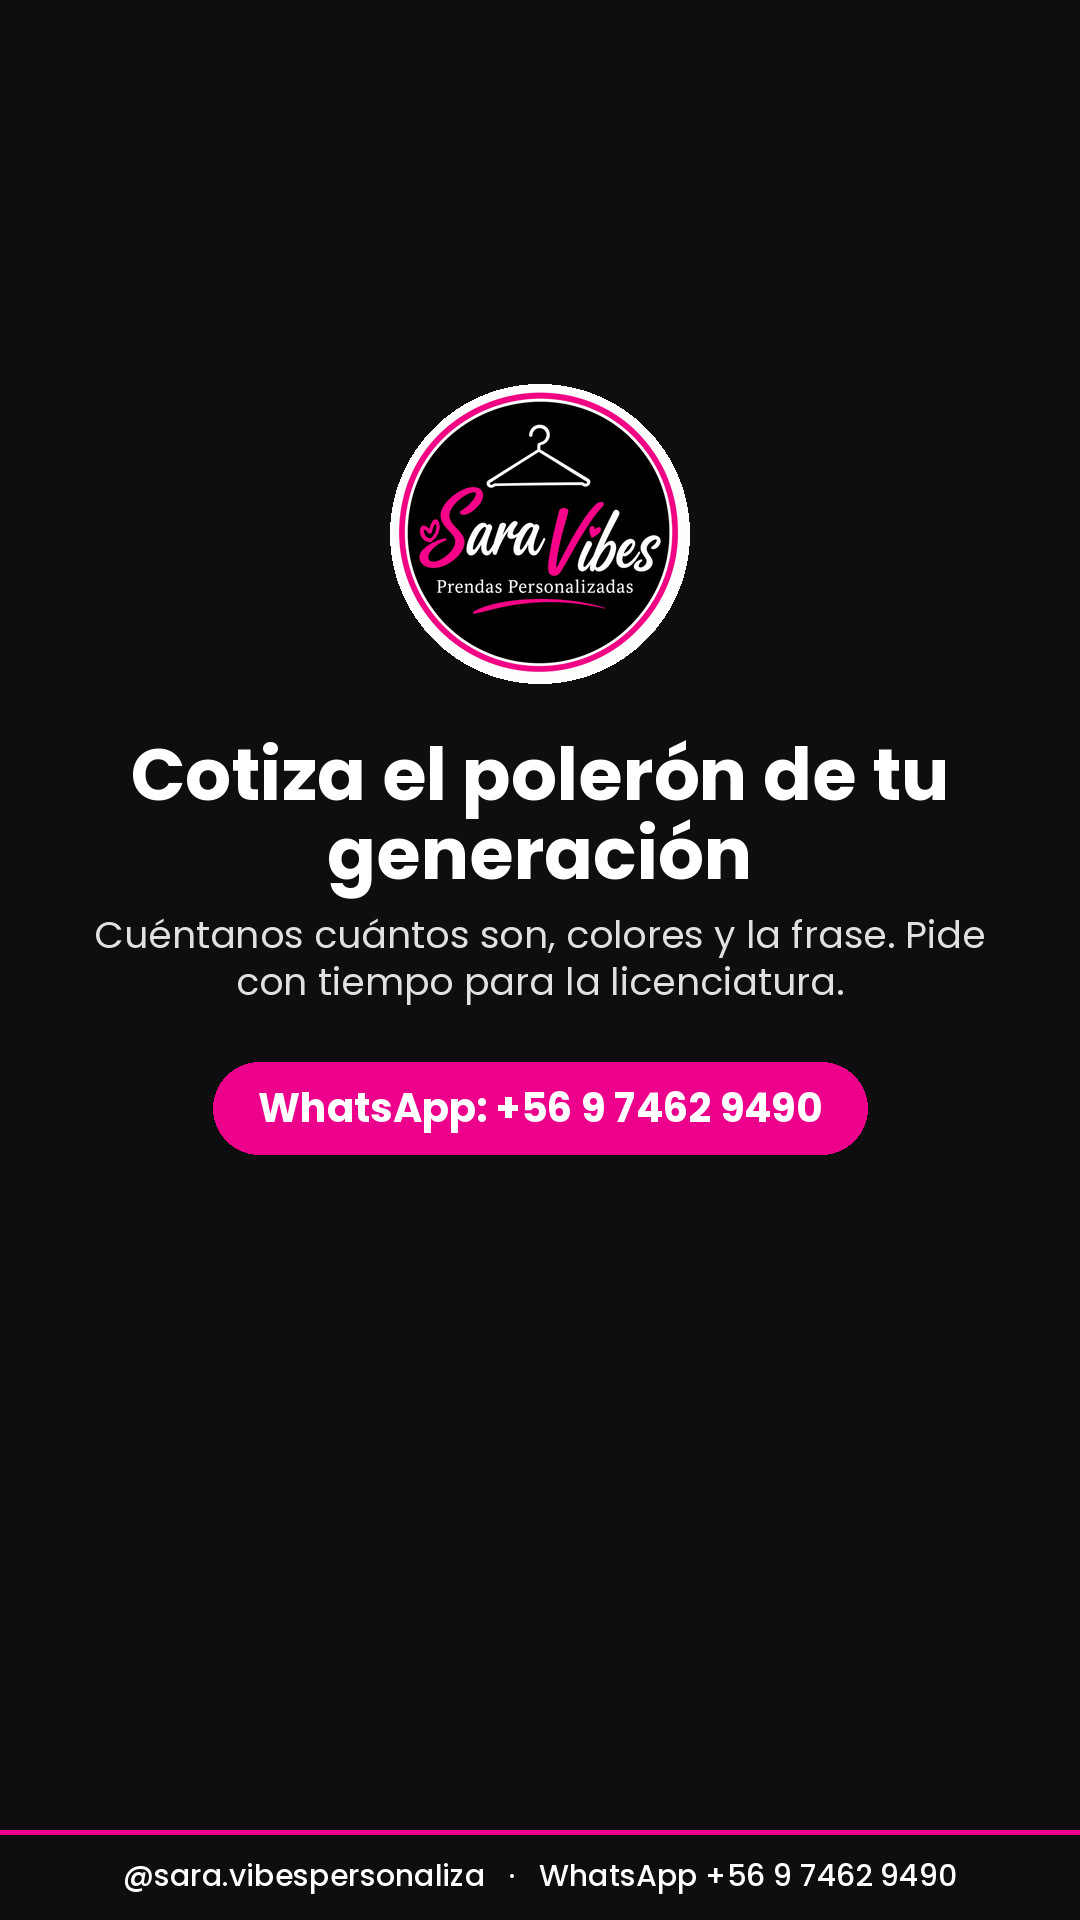 Sara Vibes
Prendas Personalizadas
Cotiza el polerón de tu
generación
Cuéntanos cuántos son, colores y la frase. Pide
con tiempo para la licenciatura.
WhatsApp: +56 9 7462 9490
@sara.vibespersonaliza · WhatsApp +56 9 7462 9490